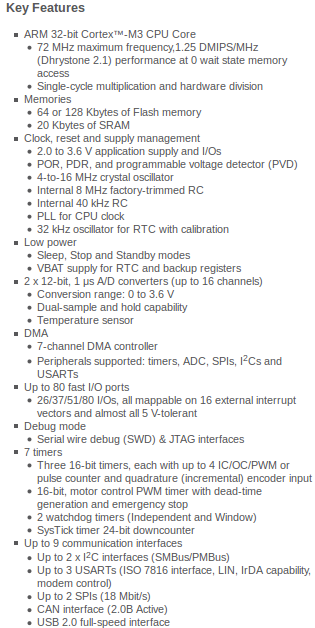 Key Features
ARM 32-bit Cortex™-M3 CPU Core
72 MHz maximum frequency,1.25 DMIPS/MHz
(Dhrystone 2.1) performance at 0 wait state memory
access
Single-cycle multiplication and hardware division
Memories
64 or 128 Kbytes of Flash memory
20 Kbytes of SRAM
Clock, reset and supply management
2.0 to 3.6 V application supply and I/Os
POR, PDR, and programmable voltage detector (PVD)
4-to-16 MHz crystal oscillator
Internal 8 MHz factory-trimmed RC
Internal 40 kHz RC
PLL for CPU clock
32 kHz oscillator for RTC with calibration
Low power
Sleep, Stop and Standby modes
VBAT supply for RTC and backup registers
2 x 12-bit, 1 µs A/D converters (up to 16 channels)
Conversion range: 0 to 3.6 V
Dual-sample and hold capability
Temperature sensor
DMA
7-channel DMA controller
Peripherals supported: timers, ADC, SPIs, I²Cs and
USARTs
Up to 80 fast I/O ports
26/37/51/80 I/Os, all mappable on 16 external interrupt
vectors and almost all 5 V-tolerant
Debug mode
Serial wire debug (SWD) & JTAG interfaces
7 timers
Three 16-bit timers, each with up to 4 IC/OC/PWM or
pulse counter and quadrature (incremental) encoder input
16-bit, motor control PWM timer with dead-time
generation and emergency stop
2 watchdog timers (Independent and Window)
SysTick timer 24-bit downcounter
Up to 9 communication interfaces
Up to 2 x I²C interfaces (SMBus/PMBus)
Up to 3 USARTs (ISO 7816 interface, LIN, IrDA capability,
modem control)
Up to 2 SPIs (18 Mbit/s)
CAN interface (2.0B Active)
USB 2.0 full-speed interface